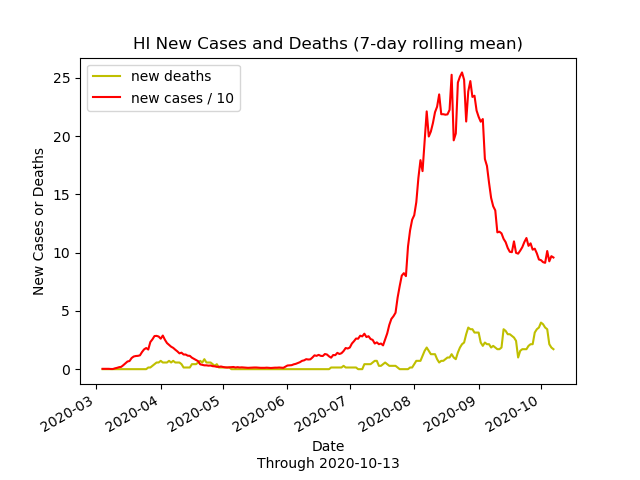 HI New Cases and Deaths (7-day rolling mean)
new deaths
new cases / 10
New Cases or Deaths
25
20
15
10
5
0
2020-03
2020-04
2020-05
2020-06
2020-07
2020-08
2020-09
2020-10
Date
Through 2020-10-13